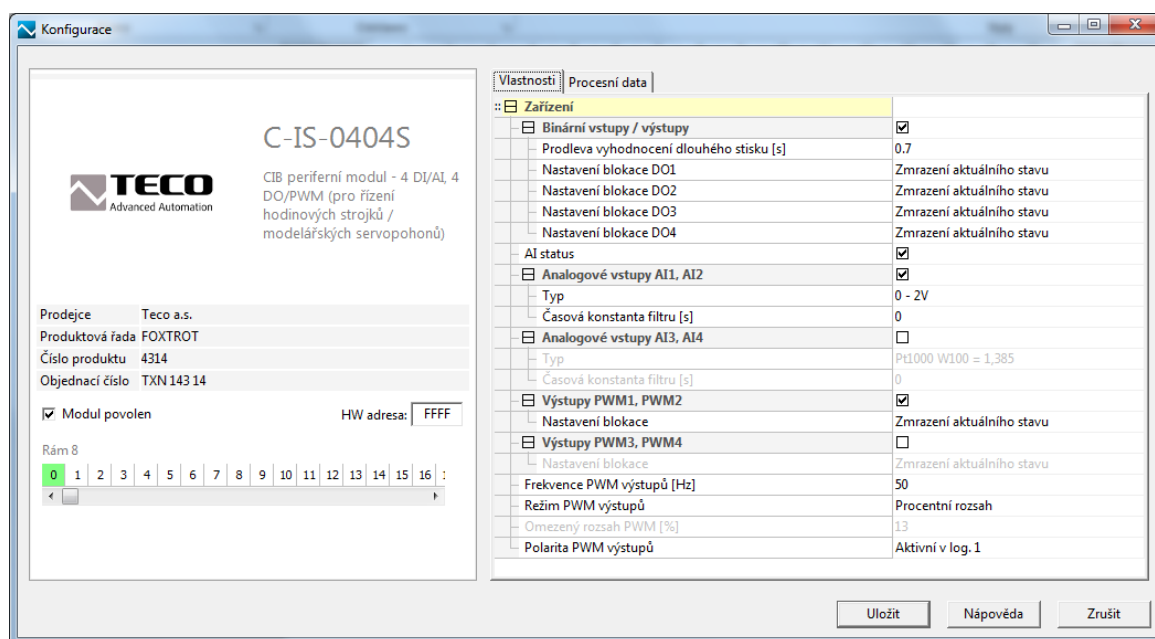 Konfigurace
C-IS-0404S
CIB periferní modul - 4 DI/AI, 4
DO/PWM (pro řízení
hodinových strojků /
modelářských servopohonů)
TECO
Advanced Automation
Prodejce Teco a.s.
Produktová řada FOXTROT
Číslo produktu 4314
Objednací číslo TXN 143 14
Modul povolen HW adresa: FFFF
Rám 8
0 1 2 3 4 5 6 7 8 9 10 11 12 13 14 15 16
Vlastnosti Procesní data
Zařízení
Binární vstupy / výstupy
Prodleva vyhodnocení dlouhého stisku [s] 0.7
Nastavení blokace DO1 Zmrazení aktuálního stavu
Nastavení blokace DO2 Zmrazení aktuálního stavu
Nastavení blokace DO3 Zmrazení aktuálního stavu
Nastavení blokace DO4 Zmrazení aktuálního stavu
AI status
Analogové vstupy AI1, AI2
Typ 0 - 2V
Časová konstanta filtru [s] 0
Analogové vstupy AI3, AI4
Typ Pt1000 W100 = 1,385
Časová konstanta filtru [s] 0
Výstupy PWM1, PWM2
Nastavení blokace Zmrazení aktuálního stavu
Výstupy PWM3, PWM4
Nastavení blokace Zmrazení aktuálního stavu
Frekvence PWM výstupů [Hz] 50
Režim PWM výstupů Procentní rozsah
Omezený rozsah PWM [%] 13
Polarita PWM výstupů Aktivní v log. 1
Uložit Nápověda Zrušit